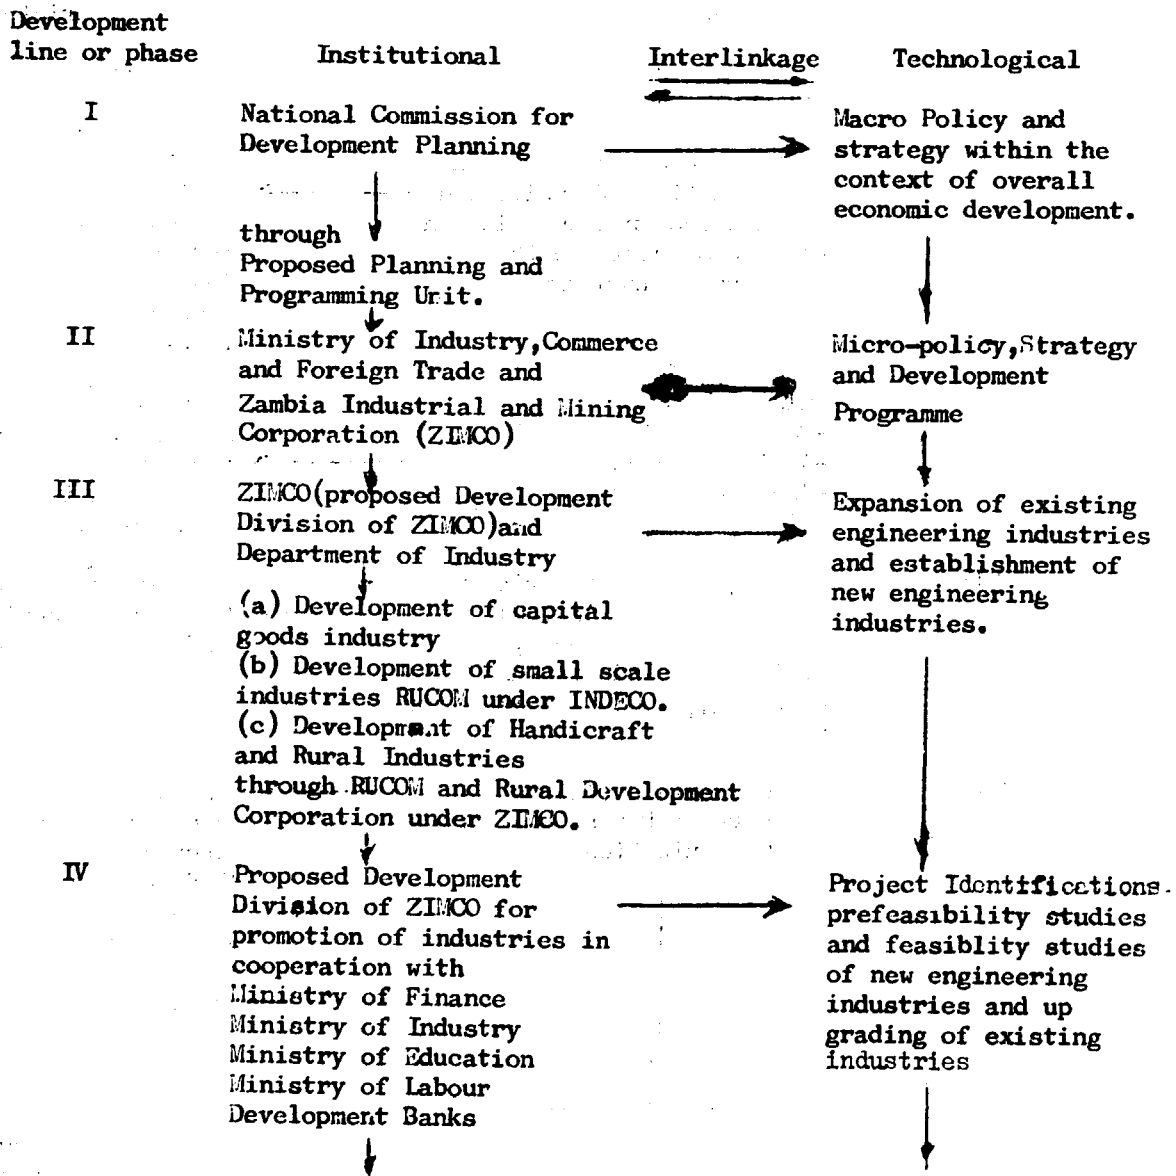 Development
line or phase
Institutional
Interlinkage
Technological
I
National Commission for
Development Planning
through
Proposed Planning and
Programming Unit.
Macro Policy and
strategy within the
context of overall
economic development.
II
Ministry of Industry,Commerce
and Foreign Trade and
Zambia Industrial and Mining
Corporation (ZIMCO)
Micro-policy,Strategy
and Development
Programme
III
ZIMCO(proposed Development
Division of ZIMCO)and
Department of Industry
(a) Development of capital
goods industry
(b) Development of small scale
industries RUCOM under INDECO.
(c) Development of Handicraft
and Rural Industries
through RUCOM and Rural Development
Corporation under ZIMCO.
Expansion of existing
engineering industries
and establishment of
new engineering
industries.
IV
Proposed Development
Division of ZIMCO for
promotion of industries in
cooperation with
Ministry of Finance
Ministry of Industry
Ministry of Education
Ministry of Labour
Development Banks
Project Identifications
prefeasibility studies
and feasiblity studies
of new engineering
industries and up
grading of existing
industries